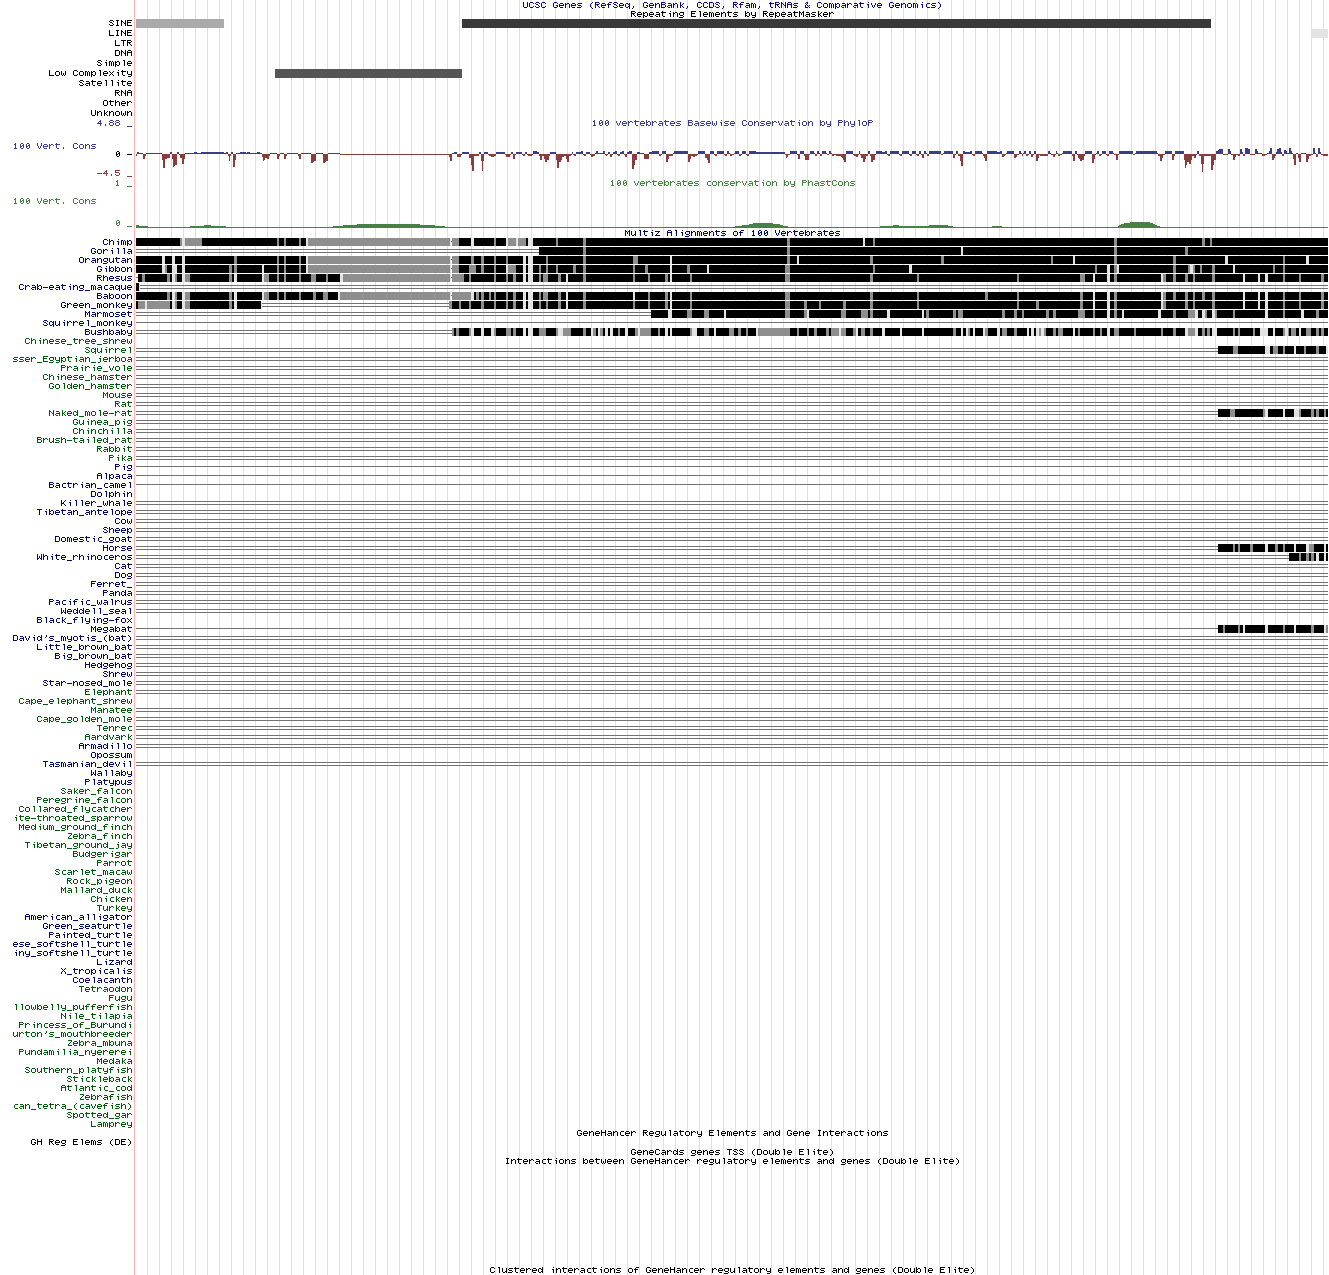 UCSC Genes (RefSeq, GenBank, CCDS, Rfam, tRNAs & Comparative Genomics)
Repeating Elements by RepeatMasker
SINE
LINE
LTR
DNA
Simple
Low Complexity
Satellite
RNA
Other
Unknown
100 vertebrates Basewise Conservation by PhyloP
4.88 _
100 Vert. Cons
0 _
-4.5 _
100 vertebrates conservation by PhastCons
1 _
100 Vert. Cons
0 _
Multiz Alignments of 100 Vertebrates
Chimp
Gorilla
Orangutan
Gibbon
Rhesus
Crab-eating_macaque
Baboon
Green_monkey
Marmoset
Squirrel_monkey
Bushbaby
Chinese_tree_shrew
Squirrel
sser_Egyptian_jerboa
Prairie_vole
Chinese_hamster
Golden_hamster
Mouse
Rat
Naked_mole-rat
Guinea_pig
Chinchilla
Brush-tailed_rat
Rabbit
Pika
Pig
Alpaca
Bactrian_camel
Dolphin
Killer_whale
Tibetan_antelope
Cow
Sheep
Domestic_goat
Horse
White_rhinoceros
Cat
Dog
Ferret_
Panda
Pacific_walrus
Weddell_seal
Black_flying-fox
Megabat
David's_myotis_(bat)
Little_brown_bat
Big_brown_bat
Hedgehog
Shrew
Star-nosed_mole
Elephant
Cape_elephant_shrew
Manatee
Cape_golden_mole
Tenrec
Aardvark
Armadillo
Opossum
Tasmanian_devil
Wallaby
Platypus
Saker_falcon
Peregrine_falcon
Collared_flycatcher
ite-throated_sparrow
Medium_ground_finch
Zebra_finch
Tibetan_ground_jay
Budgerigar
Parrot
Scarlet_macaw
Rock_pigeon
Mallard_duck
Chicken
Turkey
American_alligator
Green_seaturtle
Painted_turtle
ese_softshell_turtle
iny_softshell_turtle
Lizard
X_tropicalis
Coelacanth
Tetraodon
Fugu
llowbelly_pufferfish
Nile_tilapia
Princess_of_Burundi
urton's_mouthbreeder
Zebra_mbuna
Pundamilia_nyererei
Medaka
Southern_platyfish
Stickleback
Atlantic_cod
Zebrafish
can_tetra_(cavefish)
Spotted_gar
Lamprey
GeneHancer Regulatory Elements and Gene Interactions
GH Reg Elems (DE)
GeneCards genes TSS (Double Elite)
Interactions between GeneHancer regulatory elements and genes (Double Elite)
Clustered interactions of GeneHancer regulatory elements and genes (Double Elite)